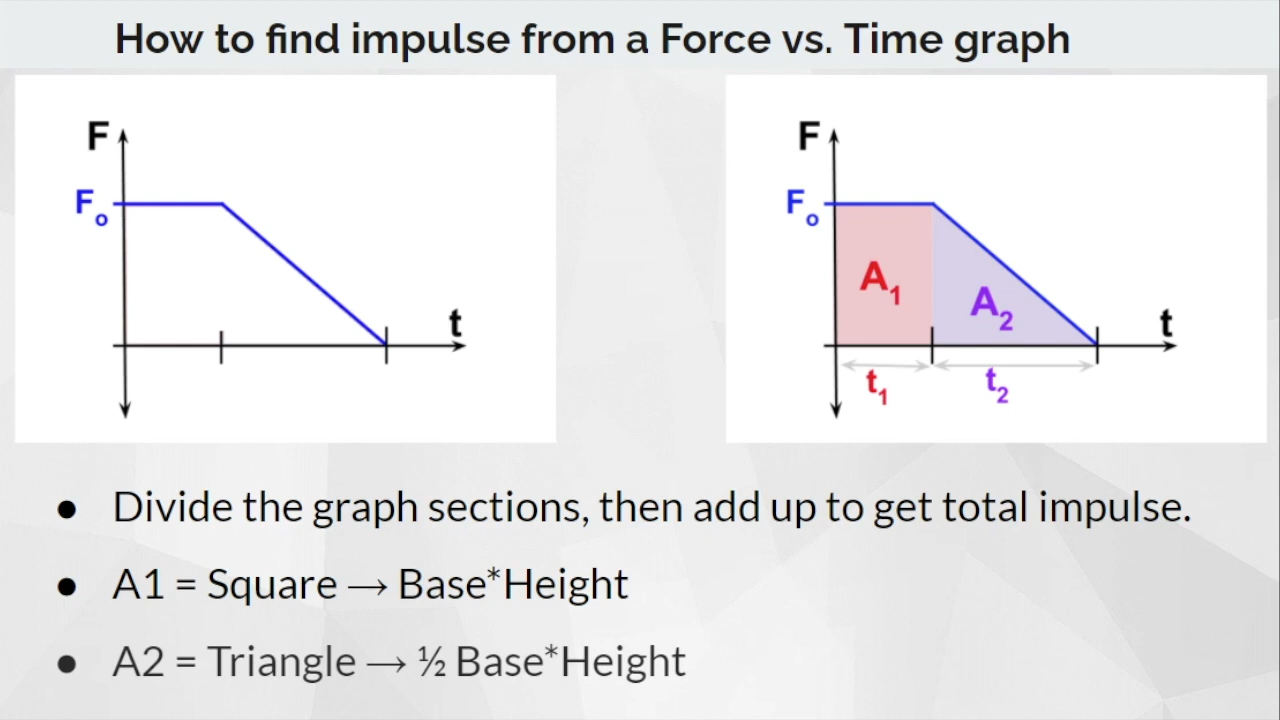 How to find impulse from a Force vs. Time graph
F
Fₒ
t
F
Fₒ
A₁
A₂
t
t₁
t₂
● Divide the graph sections, then add up to get total impulse.
● A1 = Square → Base*Height
● A2 = Triangle → ½ Base*Height